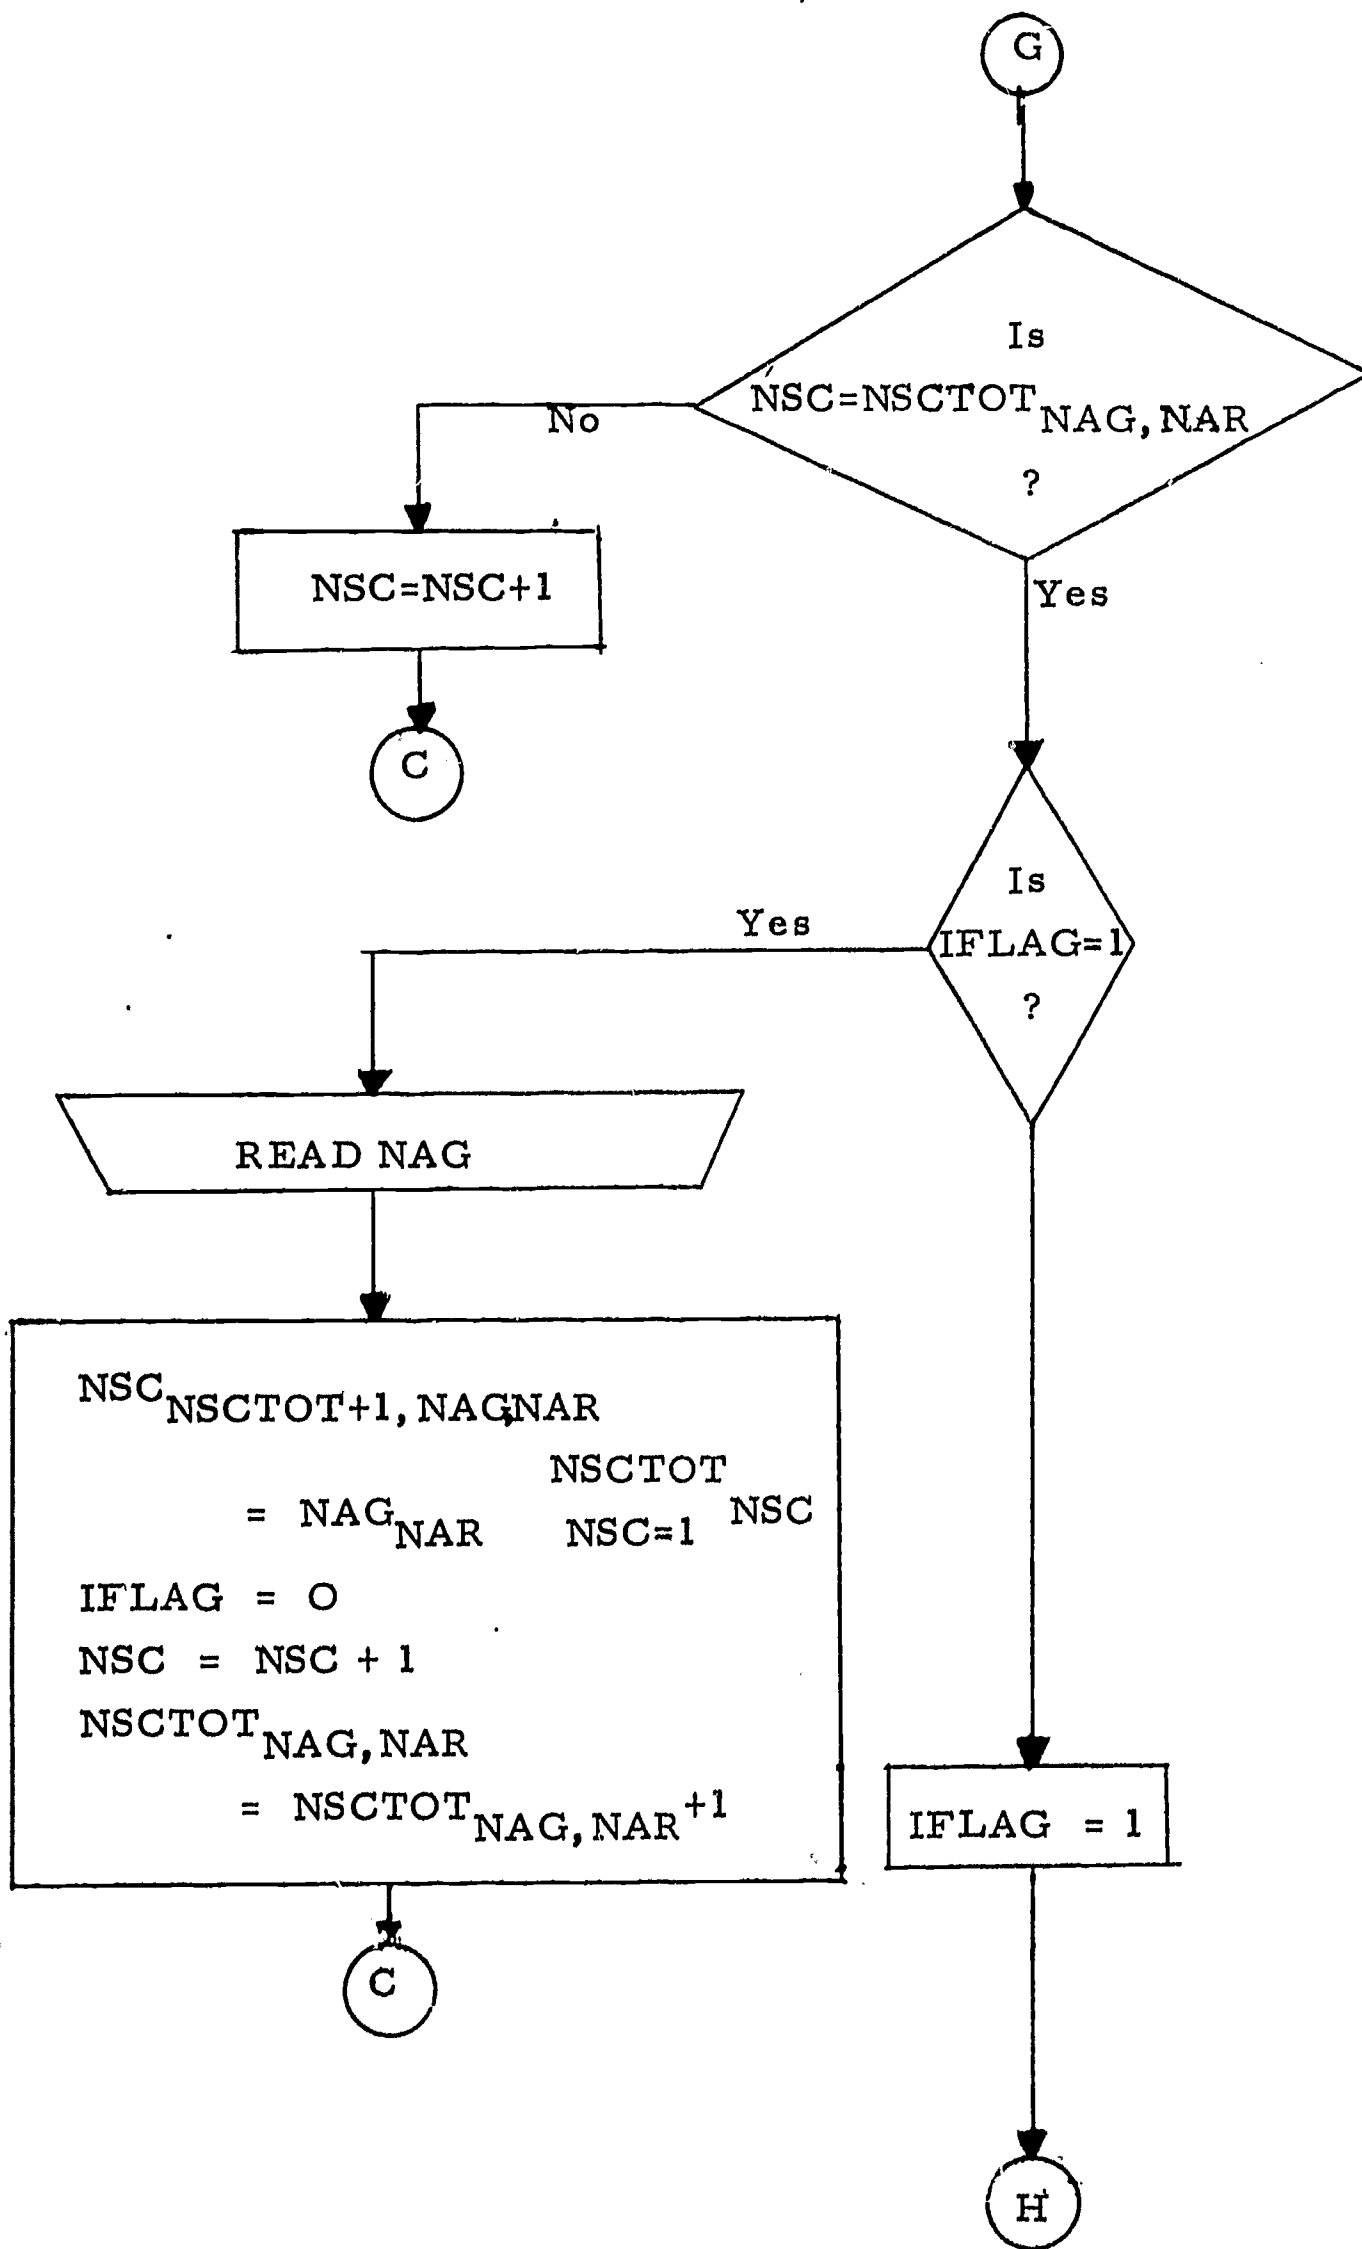 G
Is
NSC=NSCTOT NAG, NAR
?
No
Yes
NSC=NSC+1
C
Is
IFLAG=1
?
Yes
READ NAG
NSC NSCTOT+1, NAG,NAR
NSCTOT
= NAG NAR NSC=1 NSC
IFLAG = 0
NSC = NSC + 1
NSCTOT NAG, NAR
= NSCTOT NAG, NAR +1
IFLAG = 1
C
H